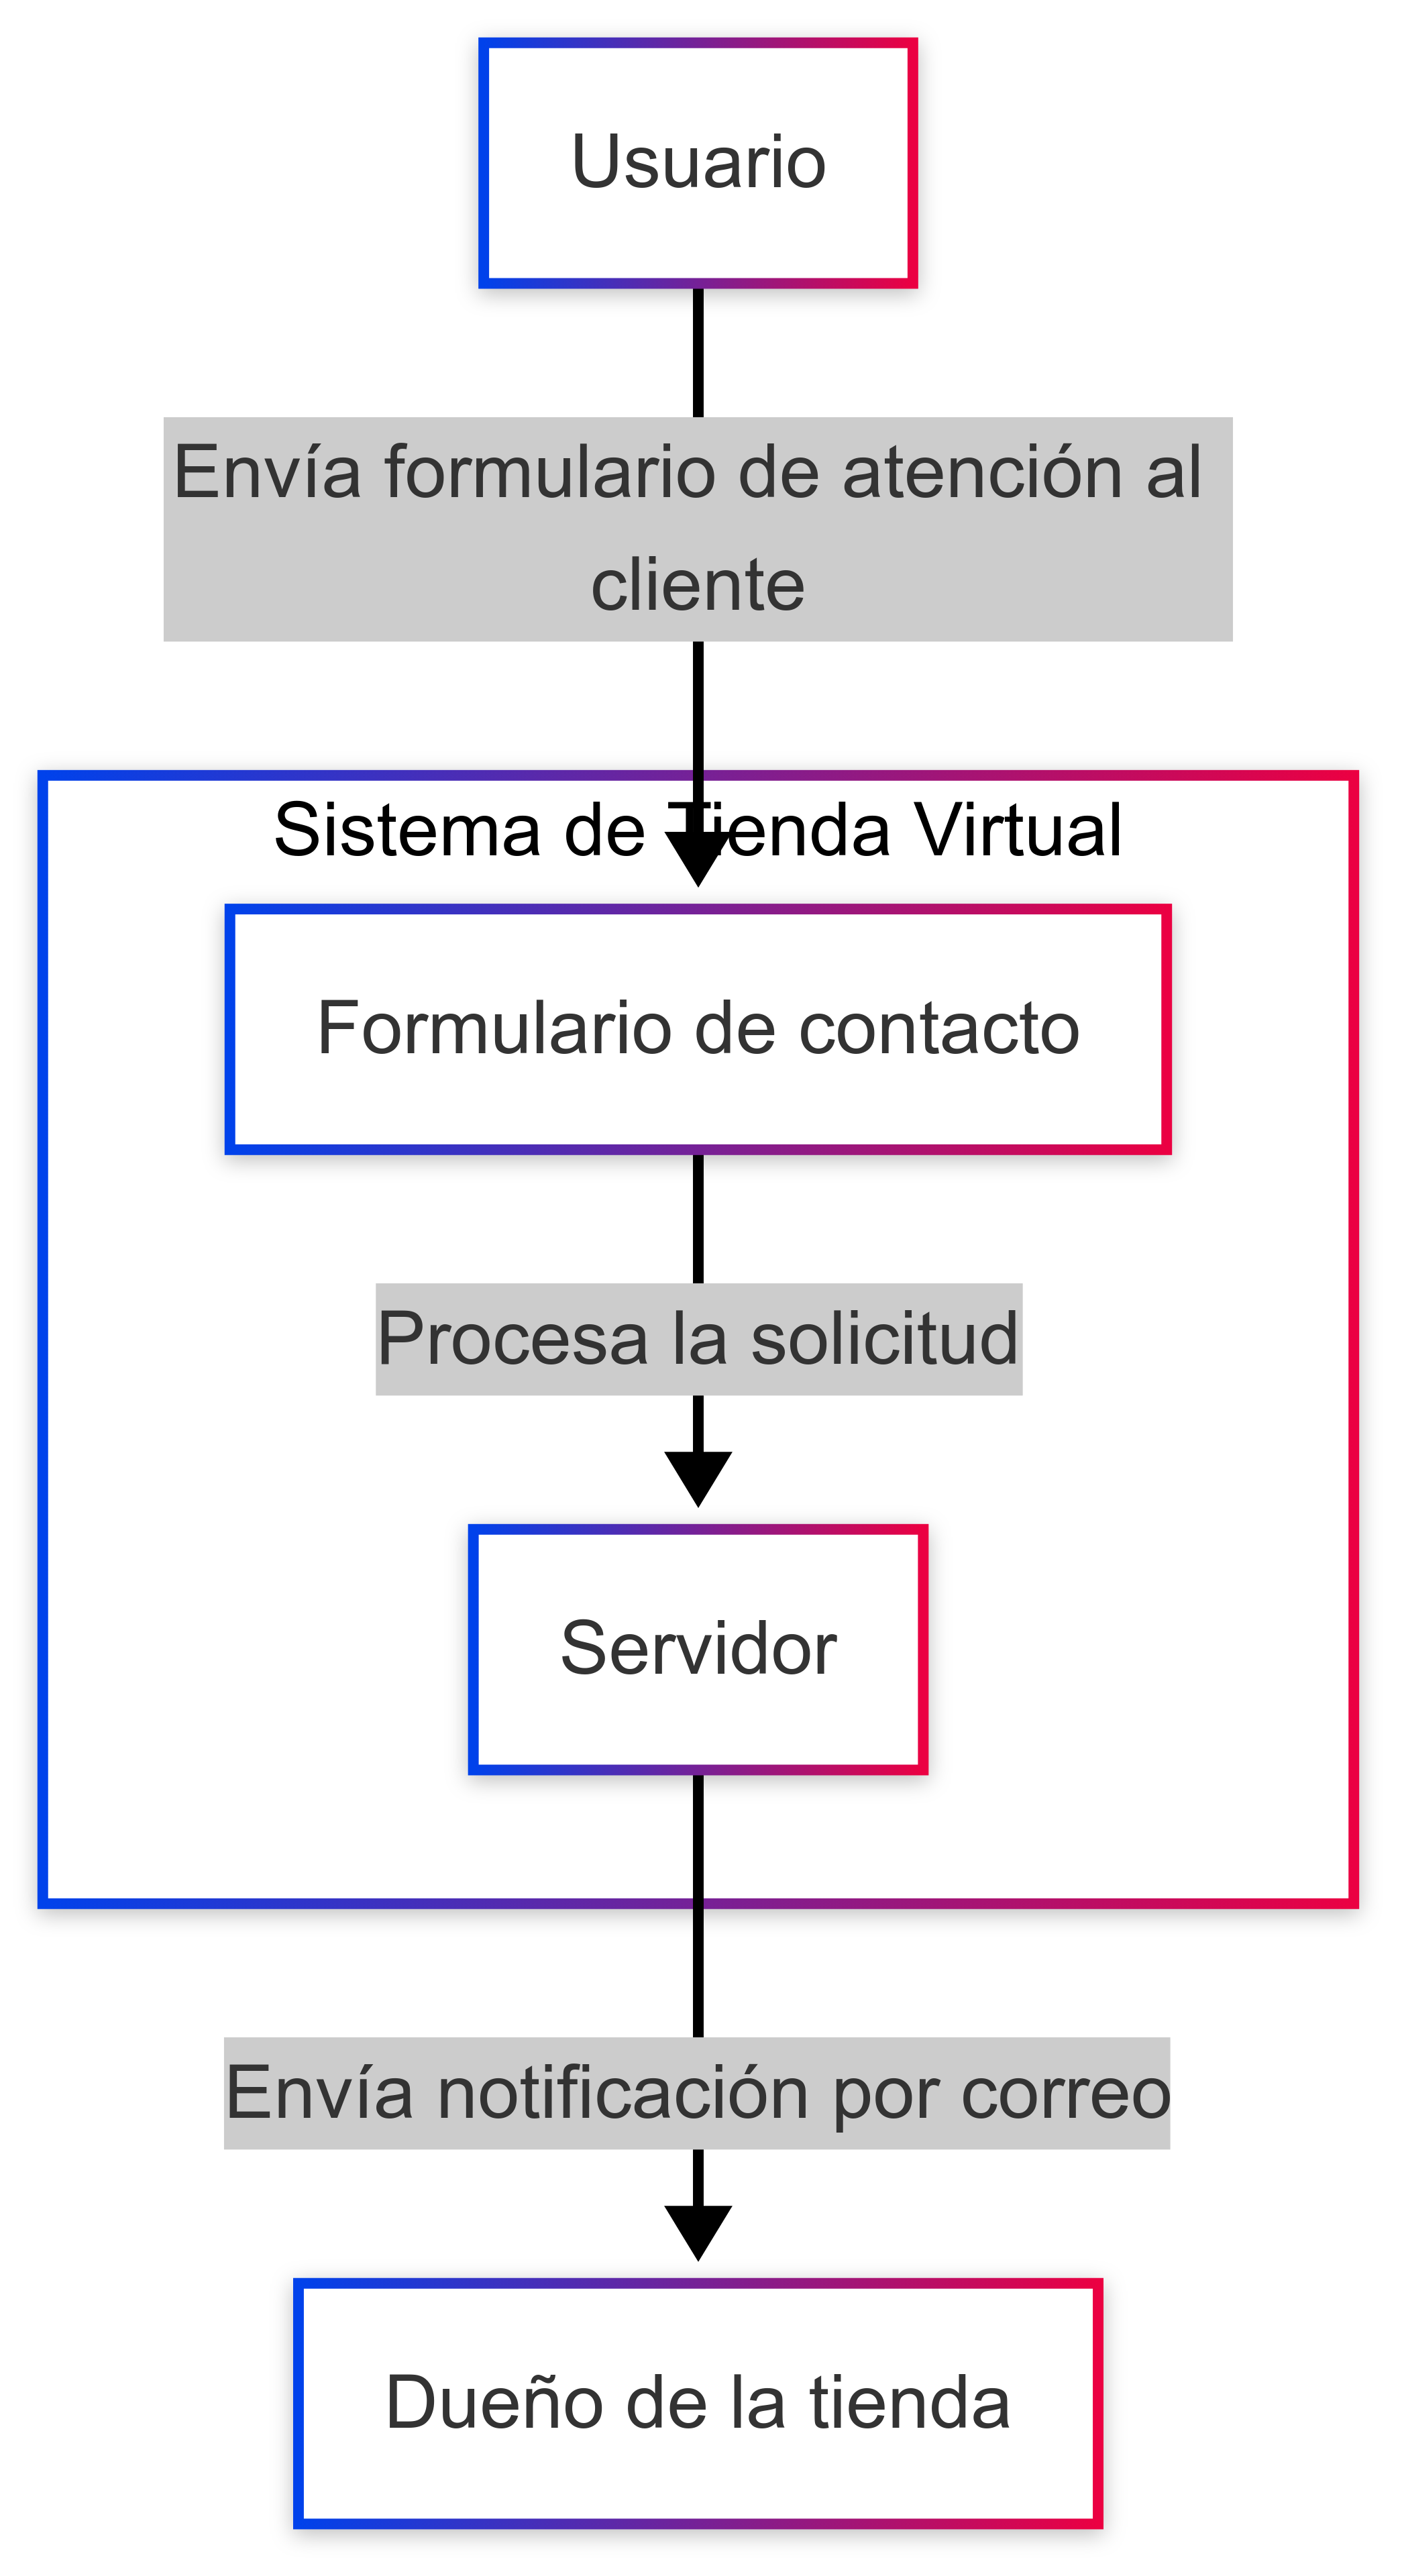 Usuario
Envía formulario de atención al
cliente
Sistema de Tienda Virtual
Formulario de contacto
Procesa la solicitud
Servidor
Envía notificación por correo
Dueño de la tienda